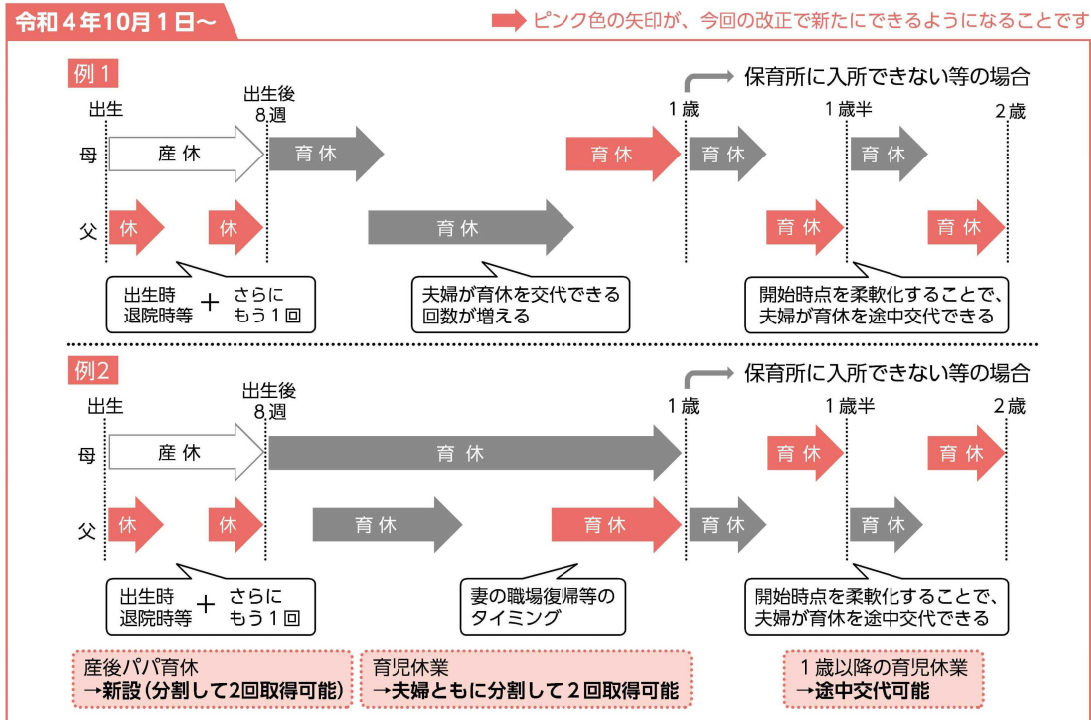 令和4年10月1日～
ピンク色の矢印が、今回の改正で新たにできるようになることです
例1
保育所に入所できない等の場合
出生
出生後
8週
1歳
1歳半
2歳
母
産休
育休
育休
育休
育休
父
休
休
育休
育休
育休
出生時
退院時等
+
さらに
もう1回
夫婦が育休を交代できる
回数が増える
開始時点を柔軟化することで、
夫婦が育休を途中交代できる
例2
保育所に入所できない等の場合
出生
出生後
8週
1歳
1歳半
2歳
母
産休
育休
育休
育休
父
休
休
育休
育休
育休
育休
出生時
退院時等
+
さらに
もう1回
妻の職場復帰等の
タイミング
開始時点を柔軟化することで、
夫婦が育休を途中交代できる
産後パパ育休
→新設(分割して2回取得可能)
育児休業
→夫婦ともに分割して2回取得可能
1歳以降の育児休業
→途中交代可能